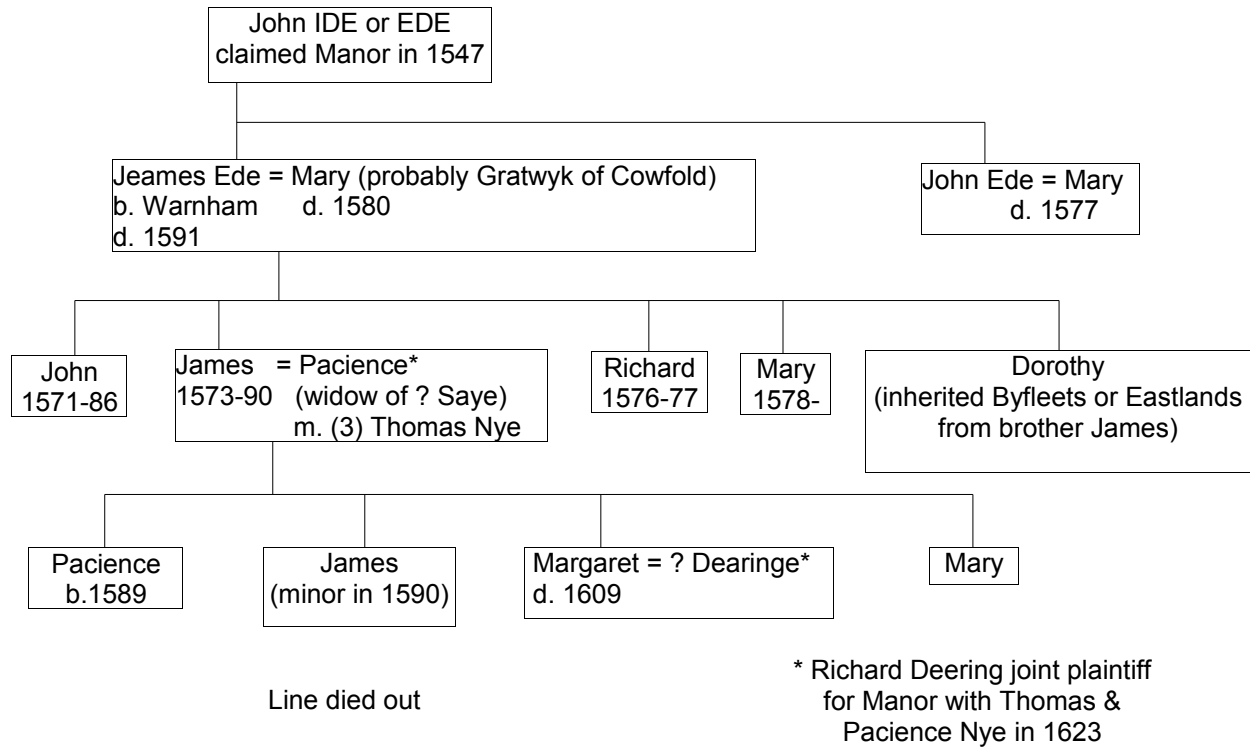 John IDE or EDE
claimed Manor in 1547
Jeames Ede = Mary (probably Gratwyk of Cowfold)
b. Warnham d. 1580
d. 1591
John Ede = Mary
d. 1577
John
1571-86
James = Pacience*
1573-90 (widow of ? Saye)
m. (3) Thomas Nye
Richard
1576-77
Mary
1578-
Dorothy
(inherited Byfleets or Eastlands
from brother James)
Pacience
b.1589
James
(minor in 1590)
Margaret = ? Dearinge*
d. 1609
Mary
Line died out
* Richard Deering joint plaintiff
for Manor with Thomas &
Pacience Nye in 1623